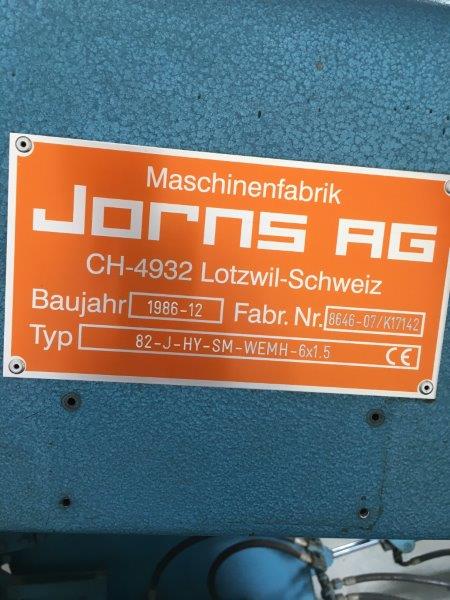 Maschinenfabrik
Jorns AG
CH-4932 Lotzwil-Schweiz
Baujahr 1986-12 Fabr. Nr. 8646-07/K17142
Typ 82-J-HY-SM-WEMH-6x1.5 CE